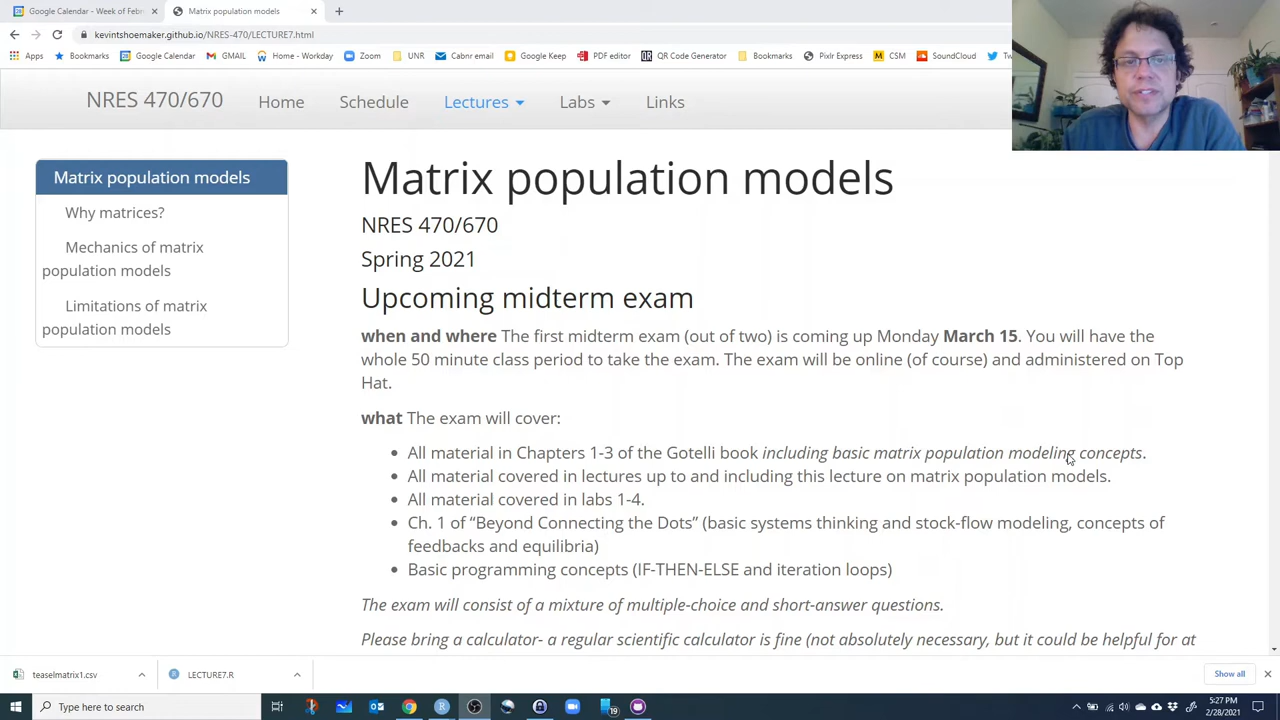 Google Calendar - Week of Febru
Matrix population models
kevintshoemaker.github.io/NRES-470/LECTURE7.html
Apps Bookmarks Google Calendar GMAIL Home - Workday Zoom UNR Cabnr email Google Keep PDF editor QR Code Generator Bookmarks Pixlr Express CSM SoundCloud
NRES 470/670 Home Schedule Lectures Labs Links
Matrix population models
Why matrices?
Mechanics of matrix
population models
Limitations of matrix
population models
Matrix population models
NRES 470/670
Spring 2021
Upcoming midterm exam
when and where The first midterm exam (out of two) is coming up Monday March 15. You will have the
whole 50 minute class period to take the exam. The exam will be online (of course) and administered on Top
Hat.
what The exam will cover:
All material in Chapters 1-3 of the Gotelli book including basic matrix population modeling concepts.
All material covered in lectures up to and including this lecture on matrix population models.
All material covered in labs 1-4.
Ch. 1 of “Beyond Connecting the Dots” (basic systems thinking and stock-flow modeling, concepts of
feedbacks and equilibria)
Basic programming concepts (IF-THEN-ELSE and iteration loops)
The exam will consist of a mixture of multiple-choice and short-answer questions.
Please bring a calculator- a regular scientific calculator is fine (not absolutely necessary, but it could be helpful for at
teaselmatrix1.csv
LECTURE7.R
Show all
Type here to search
19
5:27 PM
2/28/2021